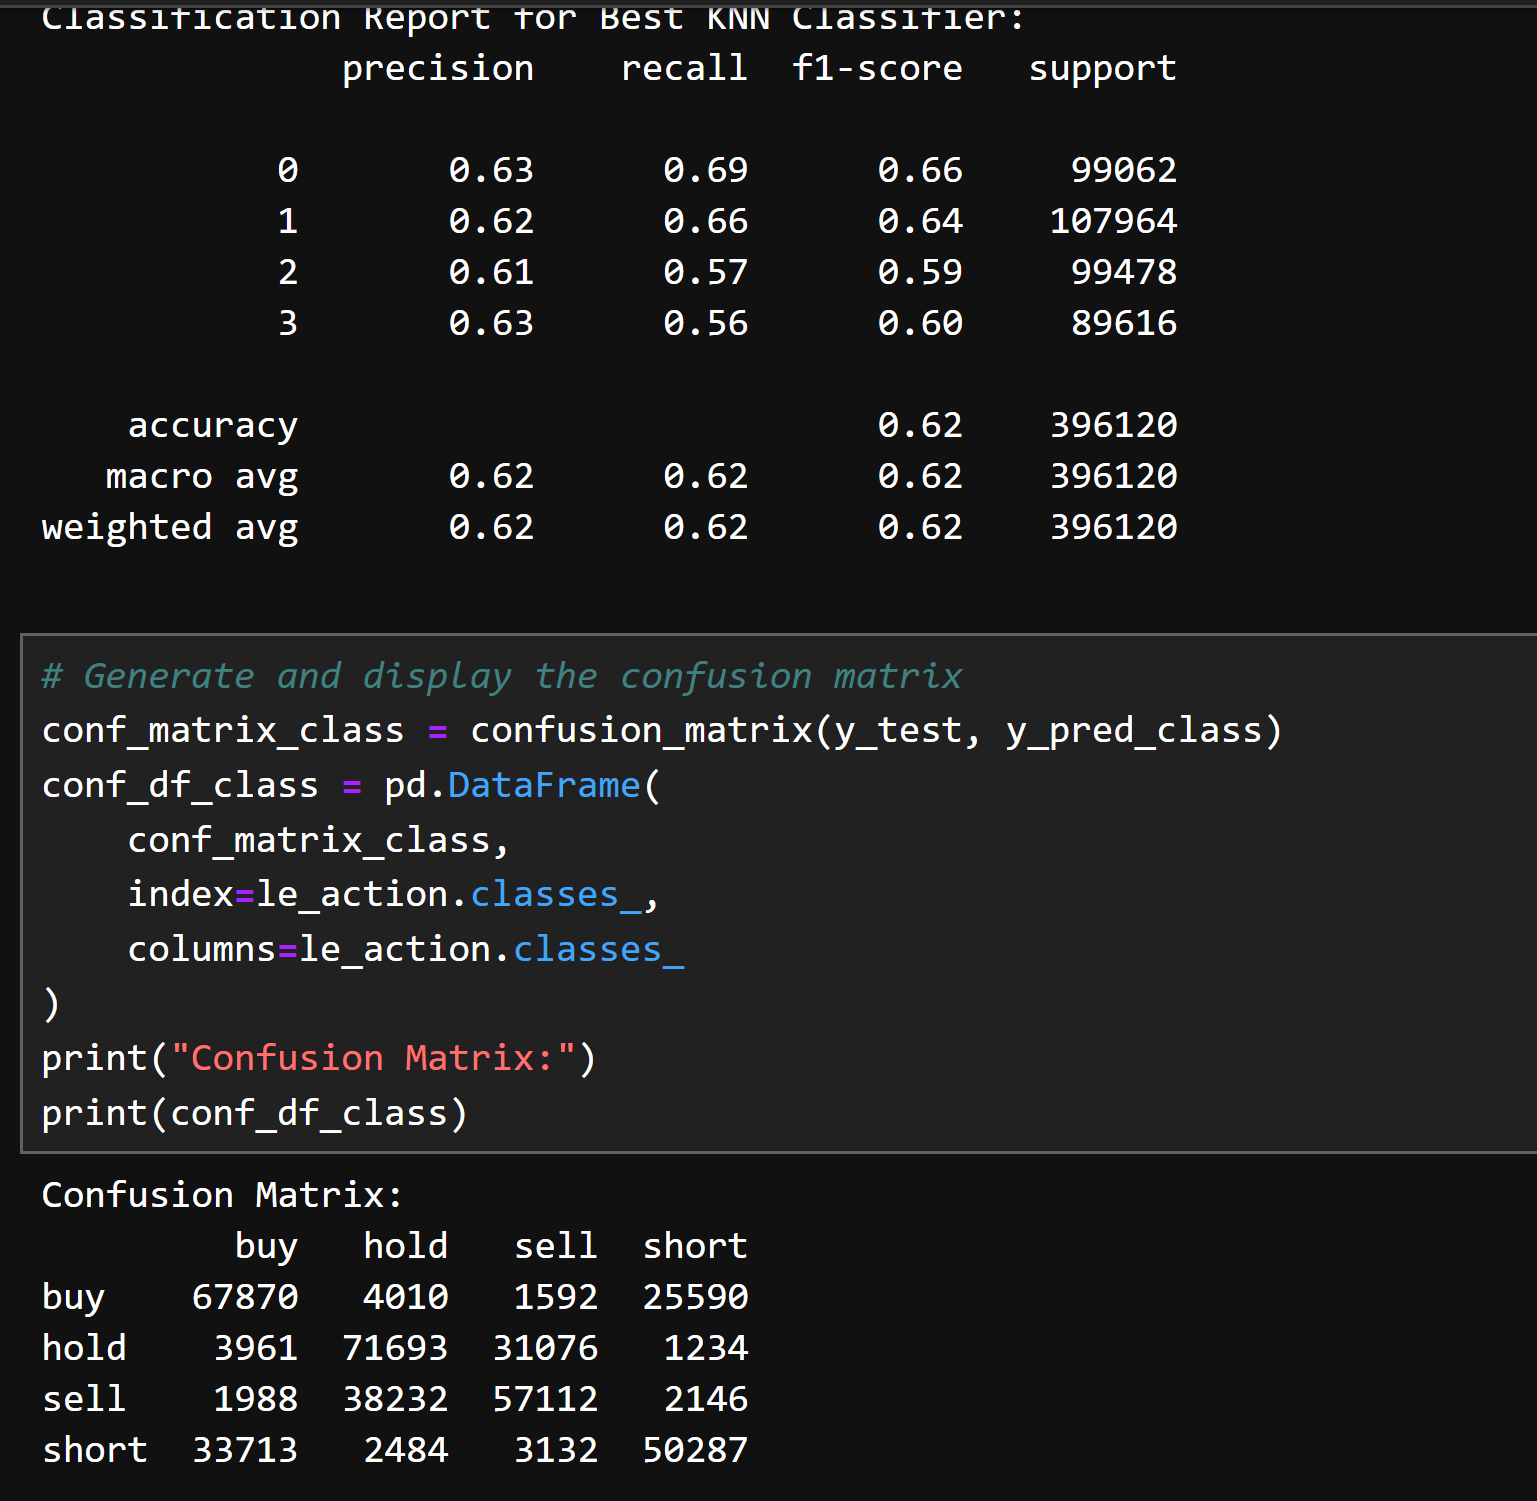 Classification Report for Best KNN Classifier:
precision recall f1-score support
0 0.63 0.69 0.66 99062
1 0.62 0.66 0.64 107964
2 0.61 0.57 0.59 99478
3 0.63 0.56 0.60 89616
accuracy 0.62 396120
macro avg 0.62 0.62 0.62 396120
weighted avg 0.62 0.62 0.62 396120
# Generate and display the confusion matrix
conf_matrix_class = confusion_matrix(y_test, y_pred_class)
conf_df_class = pd.DataFrame(
conf_matrix_class,
index=le_action.classes_,
columns=le_action.classes_
)
print("Confusion Matrix:")
print(conf_df_class)
Confusion Matrix:
buy hold sell short
buy 67870 4010 1592 25590
hold 3961 71693 31076 1234
sell 1988 38232 57112 2146
short 33713 2484 3132 50287